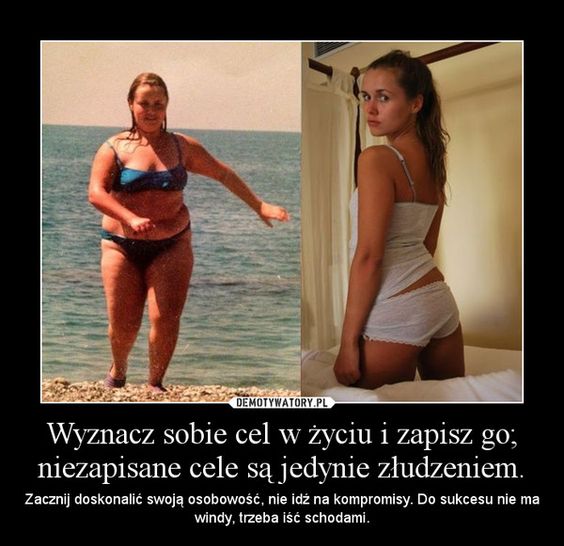 DEMOTYWATORY.PL
Wyznacz sobie cel w życiu i zapisz go;
niezapisane cele są jedynie złudzeniem.
Zacznij doskonalić swoją osobowość, nie idź na kompromisy. Do sukcesu nie ma
windy, trzeba iść schodami.